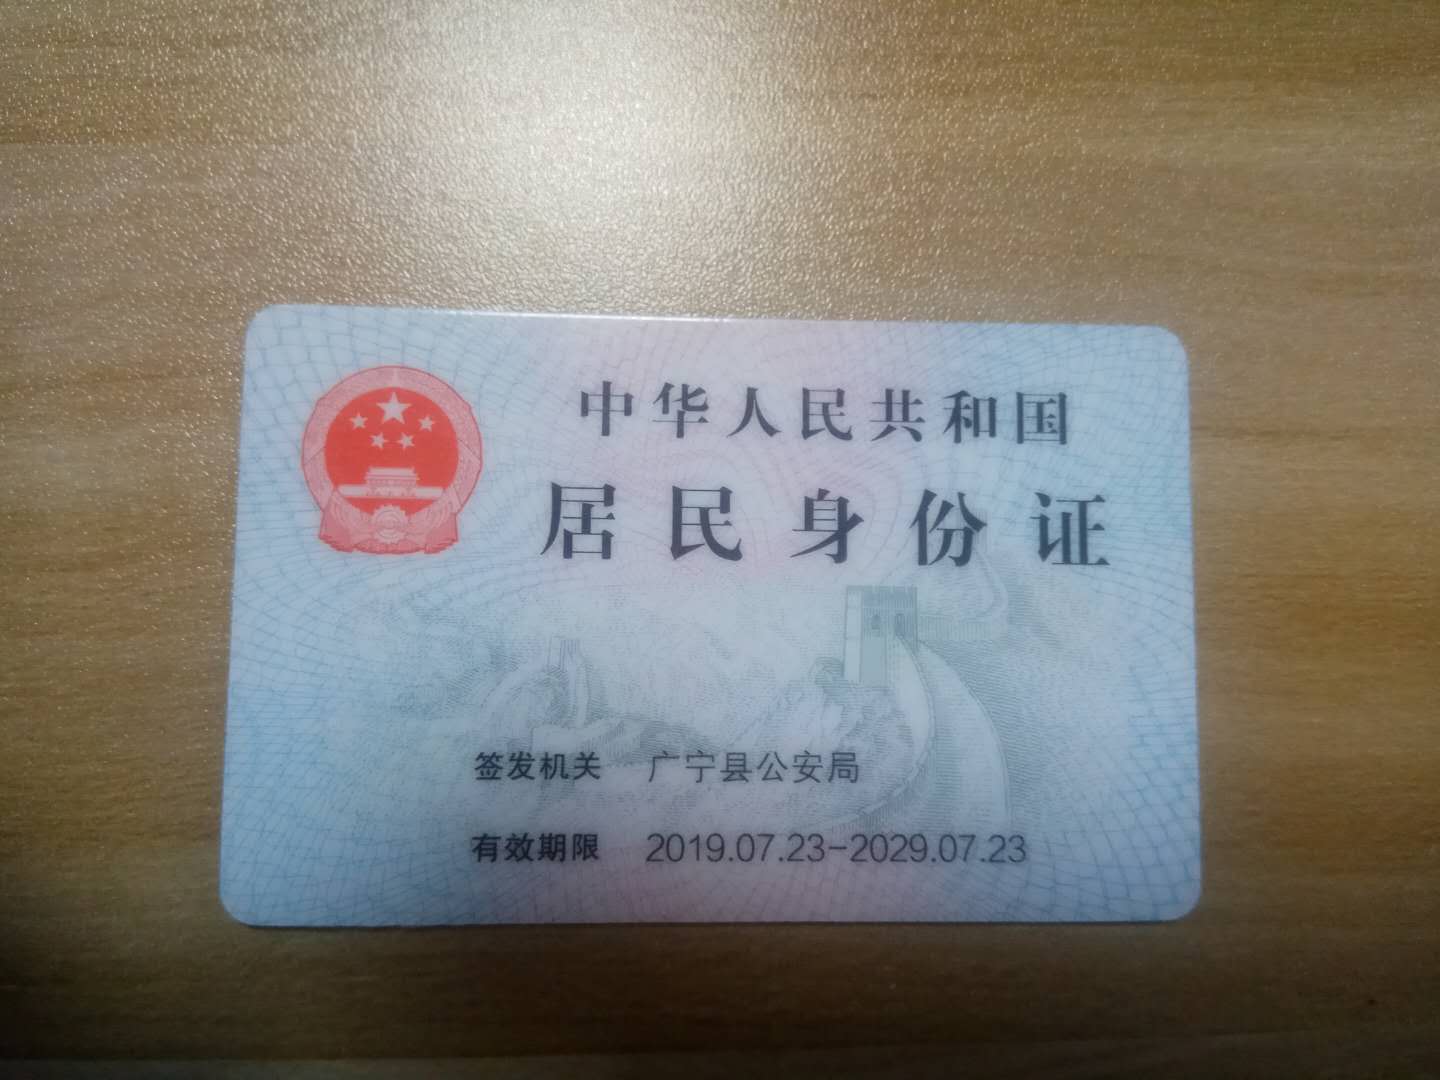 中华人民共和国
居民身份证
签发机关 广宁县公安局
有效期限 2019.07.23-2029.07.23